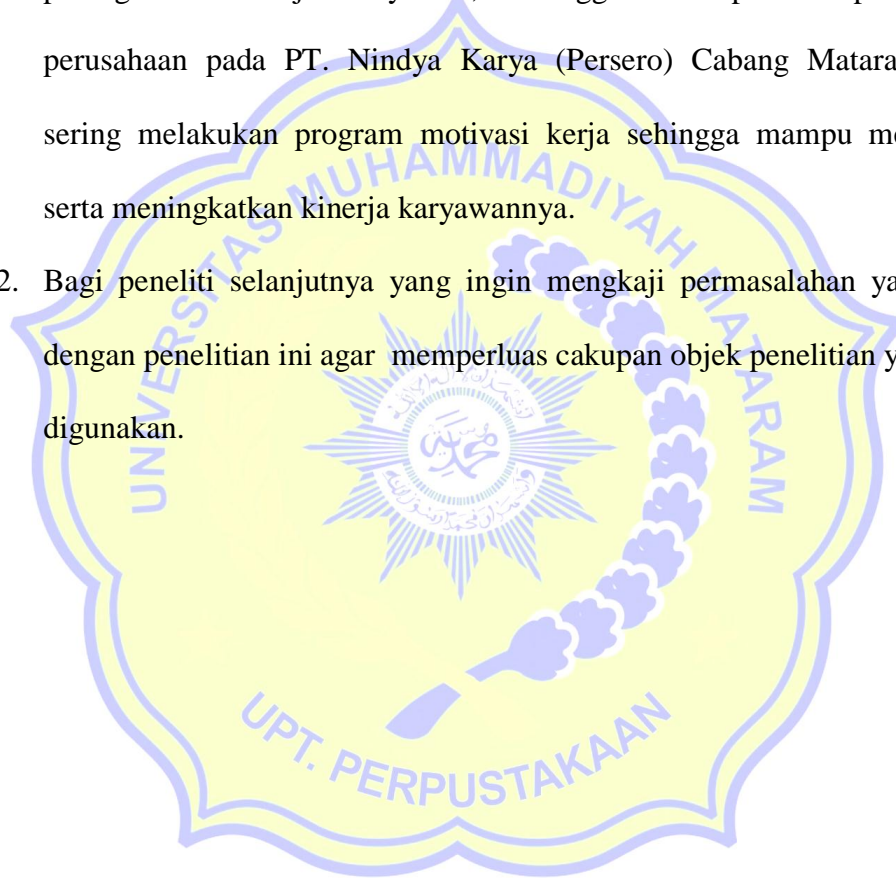 perusahaan pada PT. Nindya Karya (Persero) Cabang
sering melakukan program motivasi kerja sehingga mampu
serta meningkatkan kinerja karyawannya.
2. Bagi peneliti selanjutnya yang ingin mengkaji permasalahan
dengan penelitian ini agar memperluas cakupan objek penelitian
digunakan.
UNIVERSITAS MUHAMMADIYAH MATARAM
UPT. PERPUSTAKAAN